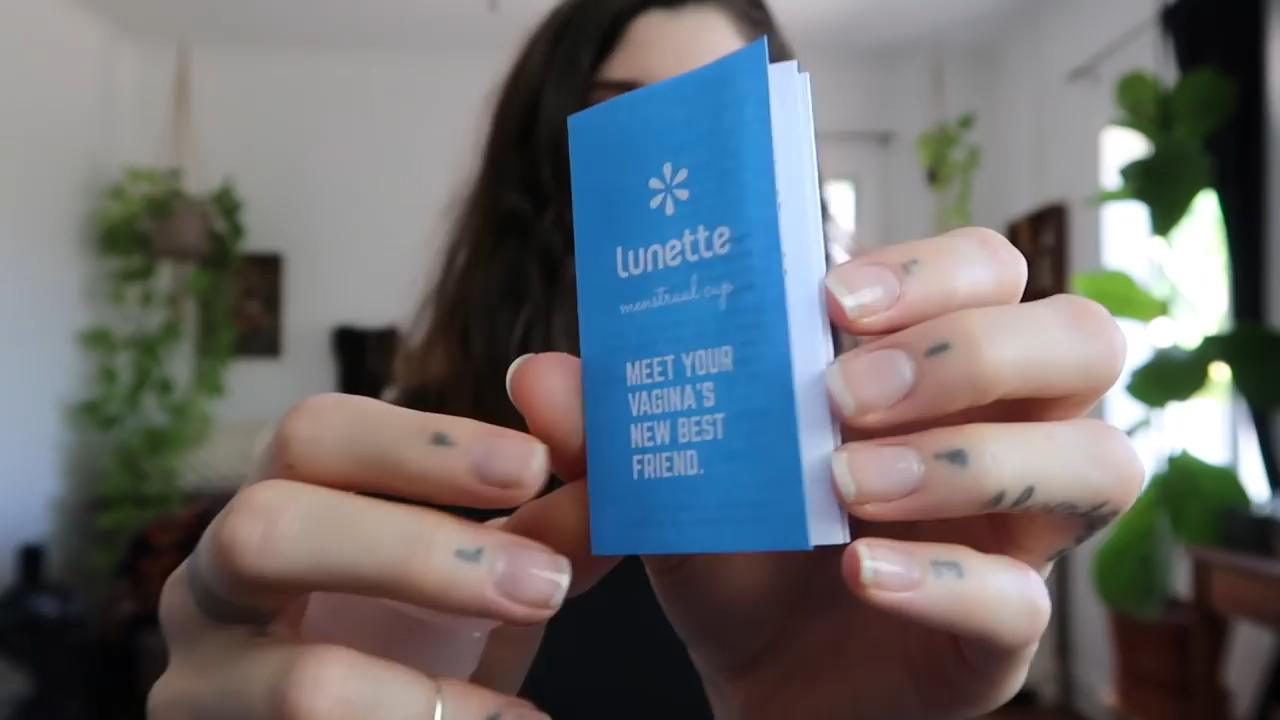 lunette
menstrual cup
MEET YOUR
VAGINA'S
NEW BEST
FRIEND.